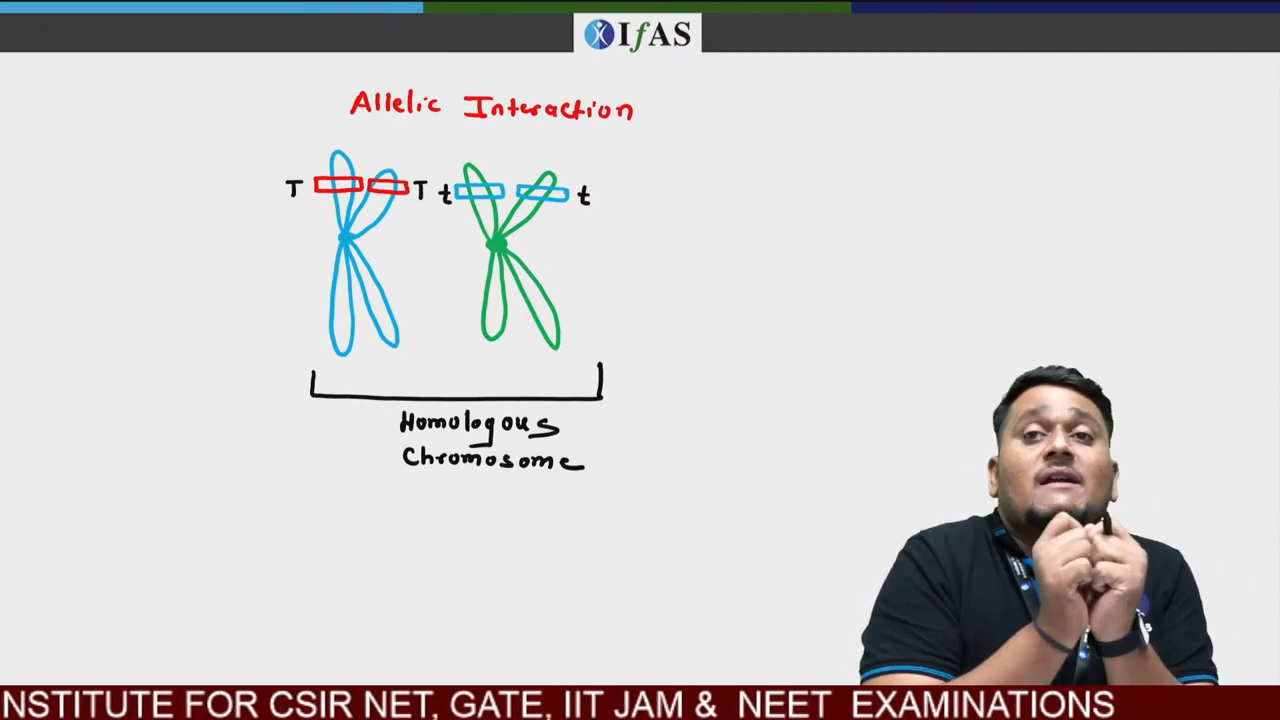 IfAS
Allelic Interaction
T T t t
Homologous
Chromosome
NSTITUTE FOR CSIR NET, GATE, IIT JAM & NEET EXAMINATIONS